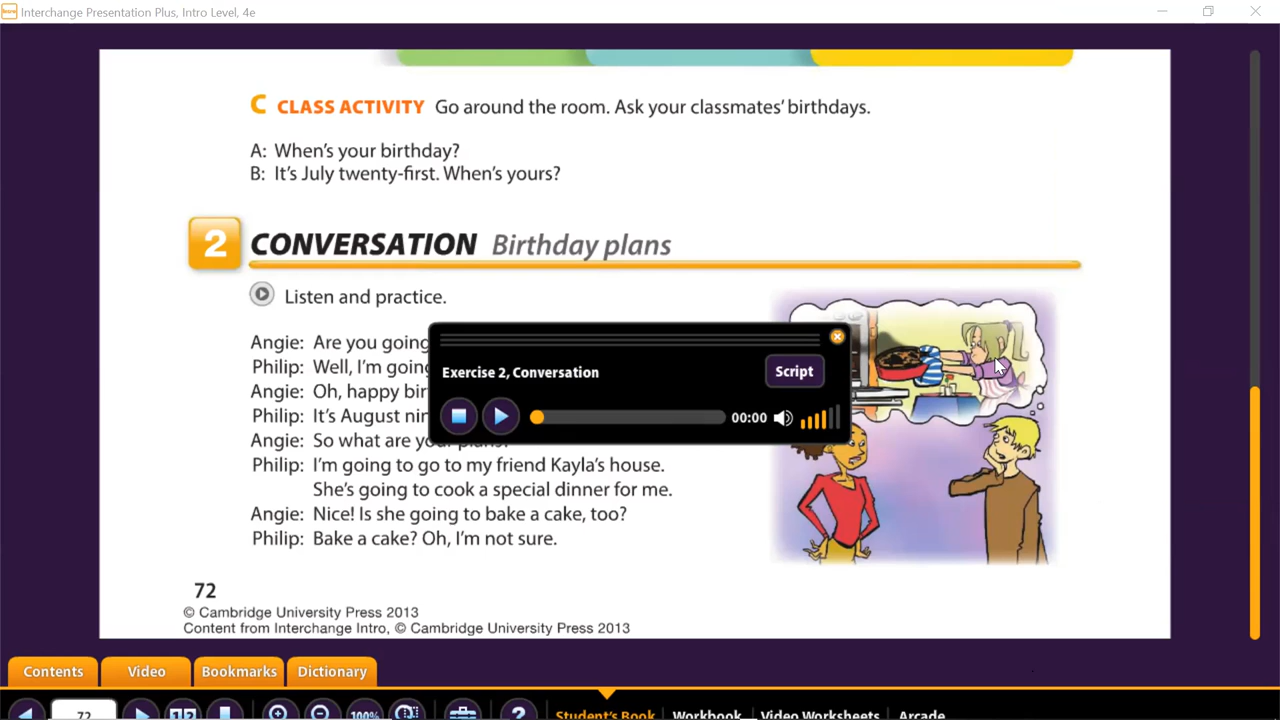 Interchange Presentation Plus, Intro Level, 4e
C CLASS ACTIVITY Go around the room. Ask your classmates' birthdays.
A: When's your birthday?
B: It's July twenty-first. When's yours?
2 CONVERSATION Birthday plans
Listen and practice.
Angie: Are you going
Philip: Well, I'm going
Angie: Oh, happy
Philip: It's August
Angie: So what are your plans?
Philip: I'm going to go to my friend Kayla's house.
She's going to cook a special dinner for me.
Angie: Nice! Is she going to bake a cake, too?
Philip: Bake a cake? Oh, I'm not sure.
Exercise 2, Conversation
Script
00:00
72
© Cambridge University Press 2013
Content from Interchange Intro, © Cambridge University Press 2013
Contents Video Bookmarks Dictionary
72 1 2 100% ? Student's Book Workbook Video Worksheets Arcade